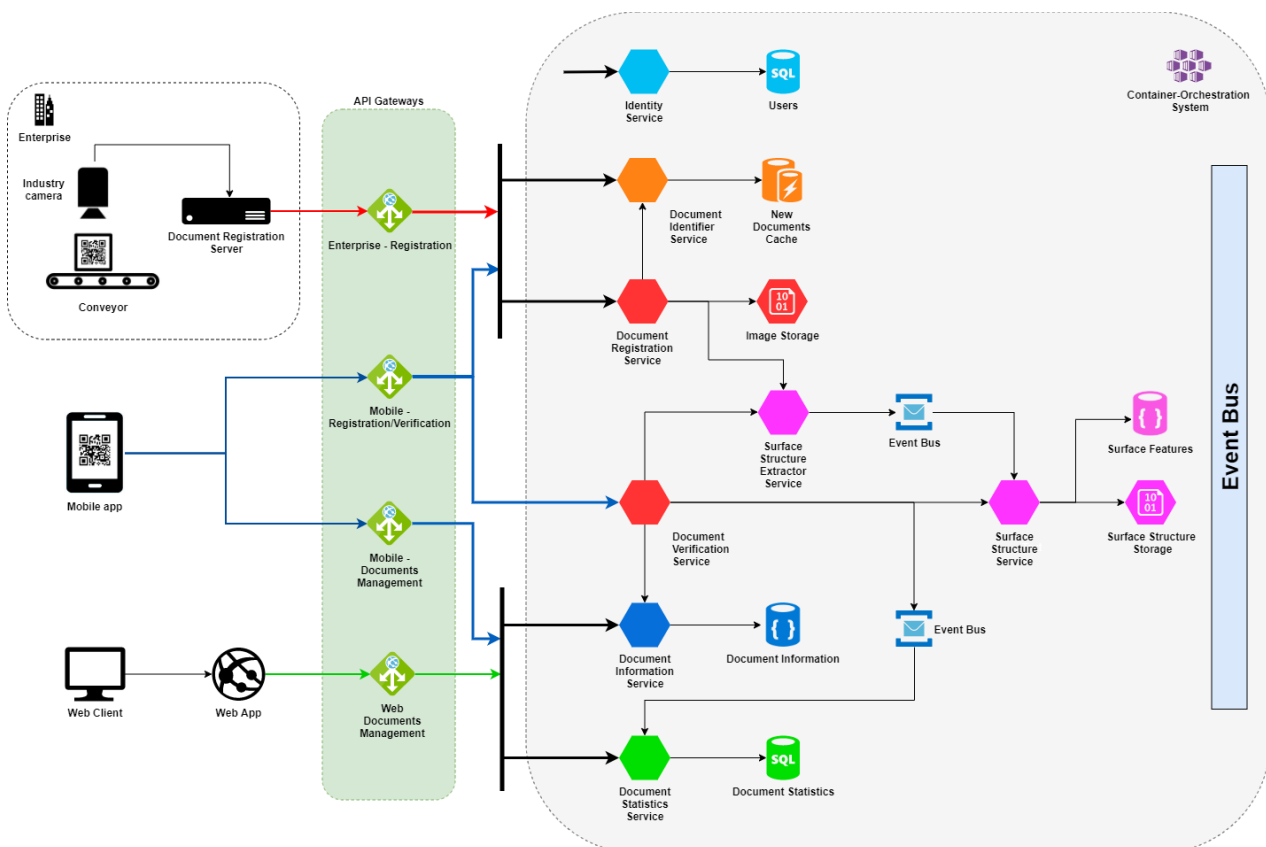 Enterprise
Industry
camera
Document Registration
Server
Conveyor
Mobile app
Web Client
Web App
API Gateways
Enterprise - Registration
Mobile -
Registration/Verification
Mobile -
Documents
Management
Web
Documents
Management
Container-Orchestration
System
Identity
Service
SQL
Users
Document
Identifier
Service
New
Documents
Cache
Document
Registration
Service
10
01
Image Storage
Surface
Structure
Extractor
Service
Event Bus
{ }
Surface Features
Document
Verification
Service
Surface
Structure
Service
10
01
Surface Structure
Storage
Document
Information
Service
{ }
Document Information
Event Bus
Document
Statistics
Service
SQL
Document Statistics
Event Bus